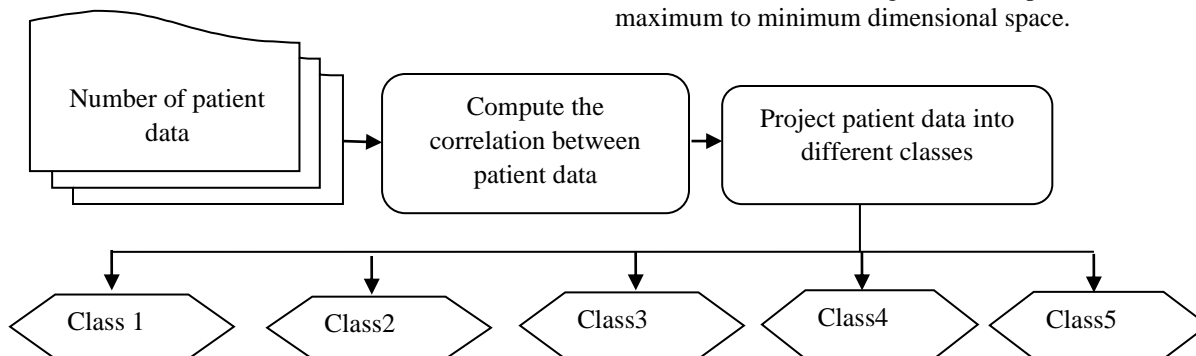 maximum to minimum dimensional space.
Number of patient
data
Compute the
correlation between
patient data
Project patient data into
different classes
Class 1
Class2
Class3
Class4
Class5